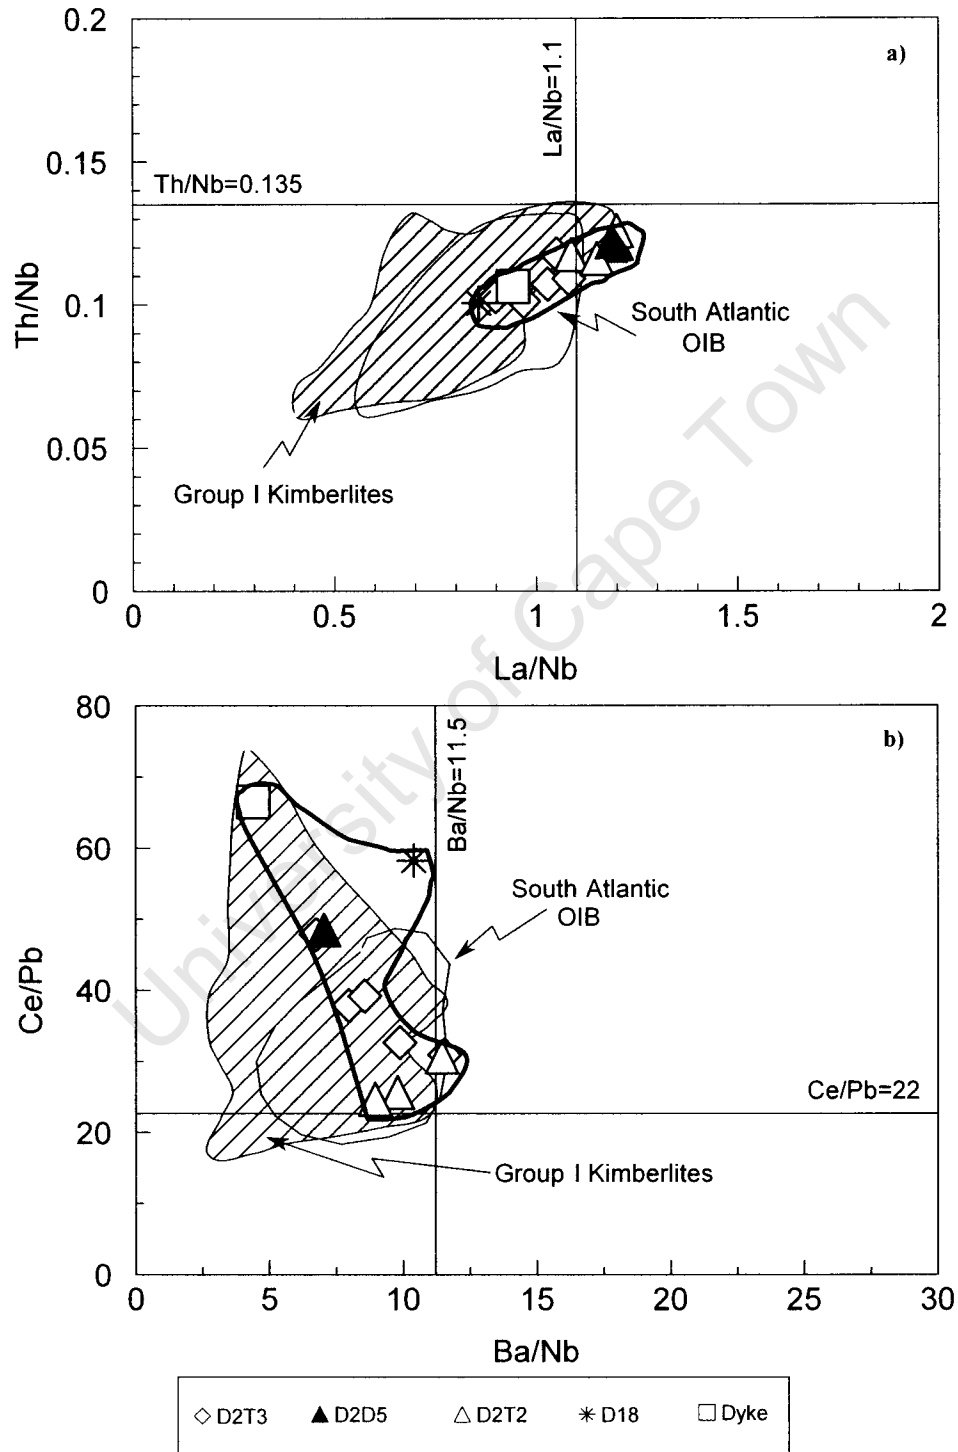 0.2
a)
La/Nb=1.1
0.15
Th/Nb=0.135
Th/Nb
0.1
South Atlantic
OIB
0.05
Group I Kimberlites
0
0 0.5 1 1.5 2
La/Nb
80
b)
Ba/Nb=11.5
60
South Atlantic
OIB
Ce/Pb
40
Ce/Pb=22
20
Group I Kimberlites
0
0 5 10 15 20 25 30
Ba/Nb
D2T3 D2D5 D2T2 D18 Dyke
University of Cape Town